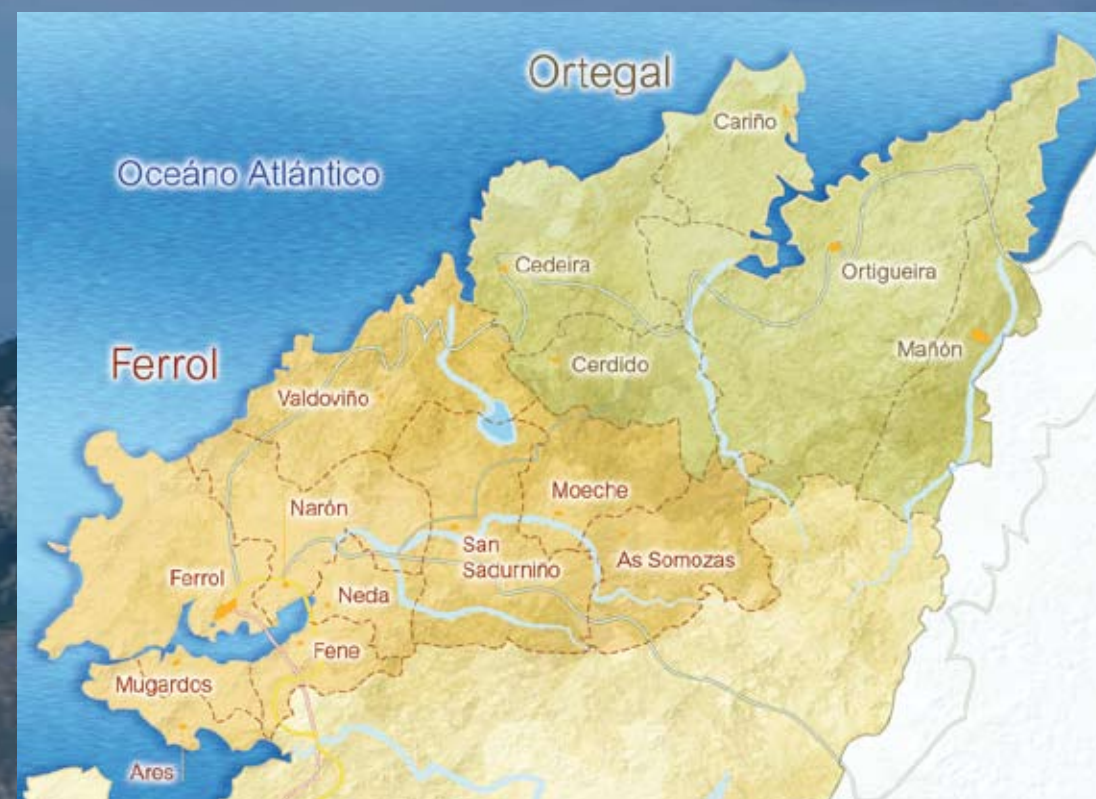 Ortegal
Cariño
Oceáno Atlántico
Cedeira
Ortigueira
Ferrol
Cerdido
Mañón
Valdoviño
Moeche
Narón
San
Sadurniño
As Somozas
Ferrol
Neda
Fene
Mugardos
Ares